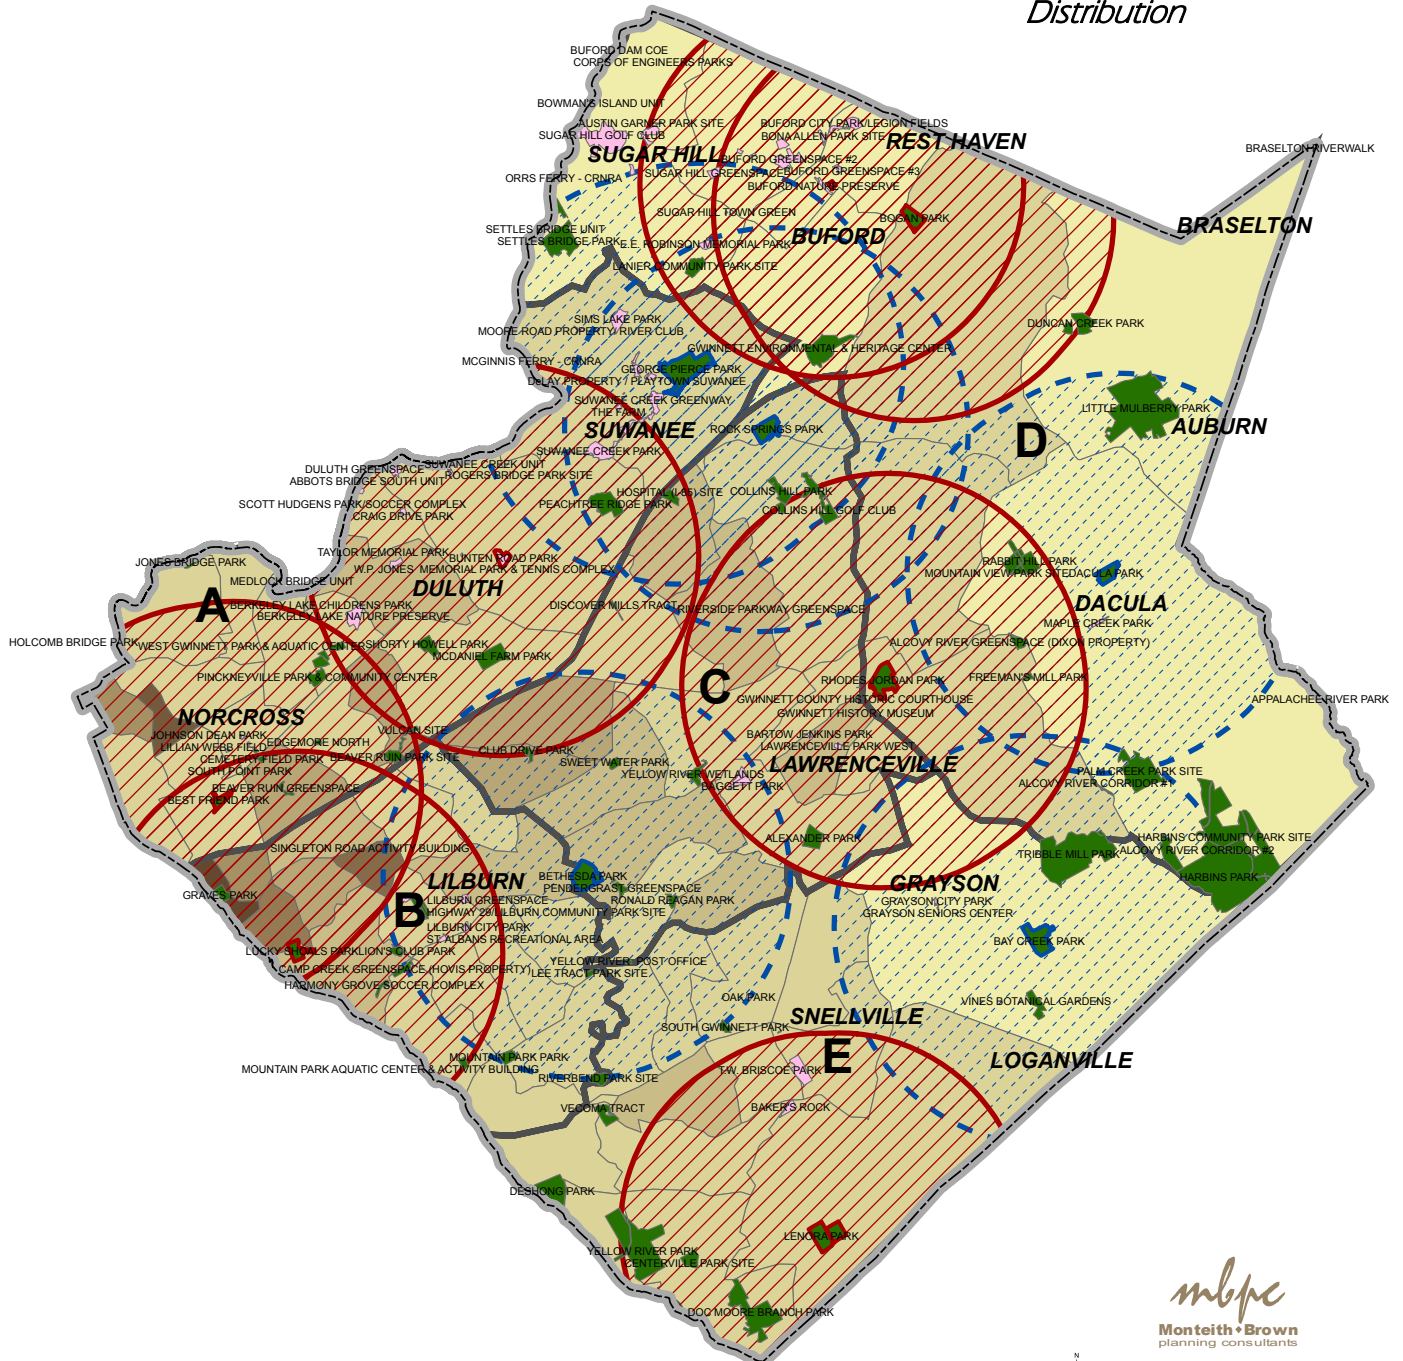 Distribution
BUFORD DAM COE
CORPS OF ENGINEERS PARKS
BOWMAN'S ISLAND UNIT
AUSTIN GARNER PARK SITE
SUGAR HILL GOLF CLUB
BUFORD CITY PARK/LEGION FIELDS
BONA ALLEN PARK SITE
REST HAVEN
BRASELTON RIVERWALK
SUGAR HILL
BUFORD GREENSPACE #2
SUGAR HILL GREENSPACE
BUFORD GREENSPACE #3
ORRS FERRY - CRNRA
BUFORD NATURE PRESERVE
SUGAR HILL TOWN GREEN
BOGAN PARK
BRASELTON
SETTLES BRIDGE UNIT
SETTLES BRIDGE PARK
E.E. ROBINSON MEMORIAL PARK
BUFORD
LANIER COMMUNITY PARK SITE
SIMS LAKE PARK
MOORE ROAD PROPERTY/ RIVER CLUB
DUNCAN CREEK PARK
GWINNETT ENVIRONMENTAL & HERITAGE CENTER
MCGINNIS FERRY - CRNRA
GEORGE PIERCE PARK
DeLAY PROPERTY / PLAYTOWN SUWANEE
SUWANEE CREEK GREENWAY
THE FARM
LITTLE MULBERRY PARK
AUBURN
SUWANEE
ROCK SPRINGS PARK
D
SUWANEE CREEK PARK
DULUTH GREENSPACE
SUWANEE CREEK UNIT
ABBOTS BRIDGE SOUTH UNIT
ROGERS BRIDGE PARK SITE
HOSPITAL (I-85) SITE
COLLINS HILL PARK
SCOTT HUDGENS PARK/SOCCER COMPLEX
PEACHTREE RIDGE PARK
COLLINS HILL GOLF CLUB
CRAIG DRIVE PARK
TAYLOR MEMORIAL PARK
BUNTEN ROAD PARK
JONES BRIDGE PARK
W.P. JONES MEMORIAL PARK & TENNIS COMPLEX
RABBIT HILL PARK
MOUNTAIN VIEW PARK SITE
DACULA PARK
MEDLOCK BRIDGE UNIT
DULUTH
A
BERKELEY LAKE CHILDRENS PARK
BERKELEY LAKE NATURE PRESERVE
DISCOVER MILLS TRACT
RIVERSIDE PARKWAY GREENSPACE
DACULA
MAPLE CREEK PARK
HOLCOMB BRIDGE PARK
WEST GWINNETT PARK & AQUATIC CENTER
SHORTY HOWELL PARK
MCDANIEL FARM PARK
ALCOVY RIVER GREENSPACE (DIXON PROPERTY)
PINCKNEYVILLE PARK & COMMUNITY CENTER
C
RHODES JORDAN PARK
FREEMAN'S MILL PARK
GWINNETT COUNTY HISTORIC COURTHOUSE
GWINNETT HISTORY MUSEUM
APPALACHEE RIVER PARK
NORCROSS
JOHNSON DEAN PARK
LILLIAN WEBB FIELD
EDGEMORE NORTH
VULCAN SITE
BARTOW JENKINS PARK
LAWRENCEVILLE PARK WEST
CEMETERY FIELD PARK
BEAVER RUIN PARK SITE
CLUB DRIVE PARK
SWEET WATER PARK
LAWRENCEVILLE
SOUTH POINT PARK
YELLOW RIVER WETLANDS
BAGGETT PARK
PALM CREEK PARK SITE
ALCOVY RIVER CORRIDOR #1
BEAVER RUIN GREENSPACE
BEST FRIEND PARK
SINGLETON ROAD ACTIVITY BUILDING
ALEXANDER PARK
HARBINS COMMUNITY PARK SITE
ALCOVY RIVER CORRIDOR #2
TRIBBLE MILL PARK
HARBINS PARK
GRAVES PARK
LILBURN
BETHESDA PARK
PENDERGRAST GREENSPACE
GRAYSON
B
LILBURN GREENSPACE
RONALD REAGAN PARK
GRAYSON CITY PARK
HIGHWAY 29/LILBURN COMMUNITY PARK SITE
GRAYSON SENIORS CENTER
LILBURN CITY PARK
ST. ALBANS RECREATIONAL AREA
BAY CREEK PARK
LUCKY SHOALS PARK
LION'S CLUB PARK
YELLOW RIVER POST OFFICE
CAMP CREEK GREENSPACE (HOVIS PROPERTY)
LEE TRACT PARK SITE
HARMONY GROVE SOCCER COMPLEX
OAK PARK
VINES BOTANICAL GARDENS
SNELLVILLE
SOUTH GWINNETT PARK
MOUNTAIN PARK PARK
E
LOGANVILLE
MOUNTAIN PARK AQUATIC CENTER & ACTIVITY BUILDING
T.W. BRISCOE PARK
RIVERBEND PARK SITE
VECOMA TRACT
BAKER'S ROCK
DESHONG PARK
LENORA PARK
YELLOW RIVER PARK
CENTERVILLE PARK SITE
DOC MOORE BRANCH PARK
mbpc
Monteith Brown
planning consultants
N